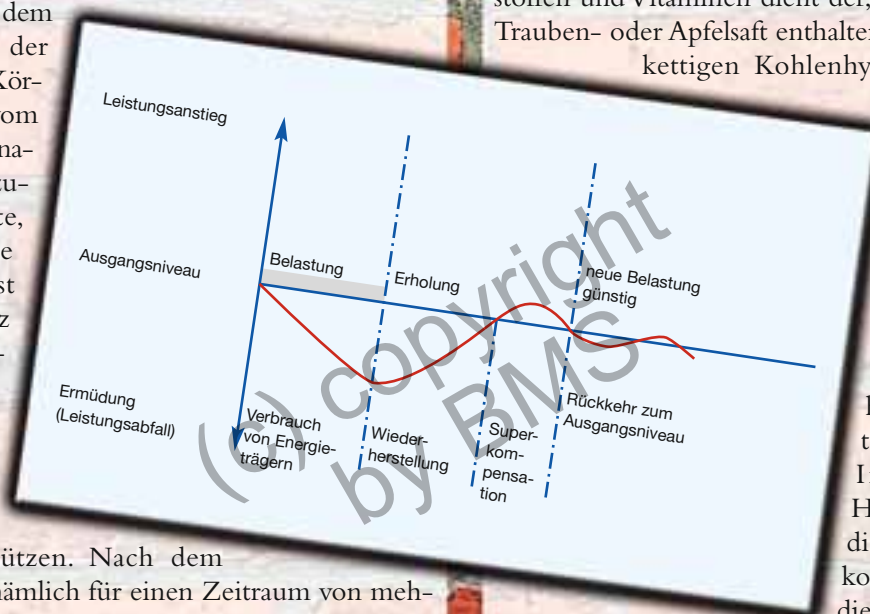 dem
der
Kör-
om
na-
zu-
te,
e
st
z
-
stoffen und Vitaminen dient der,
Trauben- oder Apfelsaft enthalten
kettigen Kohlenhy
Leistungsanstieg
Ausgangsniveau
Belastung
Erholung
neue Belastung
günstig
Ermüdung
(Leistungsabfall)
Verbrauch
von Energie-
trägern
Wieder-
herstellung
Super-
kom-
pensa-
tion
Rückkehr zum
Ausgangsniveau
(c) copyright
by BMS
ützen. Nach dem
nämlich für einen Zeitraum von meh-
t
I
H
di
ko
die